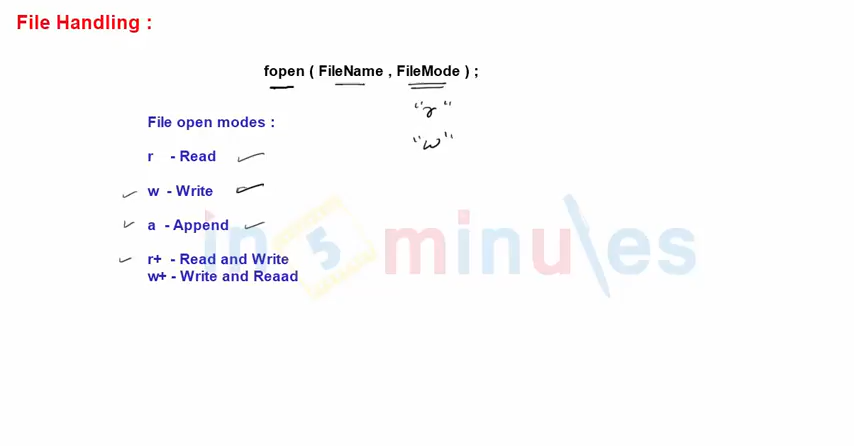 File Handling :
fopen ( FileName , FileMode ) ;
"r"
File open modes :
"w"
r - Read
w - Write
a - Append
r+ - Read and Write
w+ - Write and Reaad
in 5 minutes